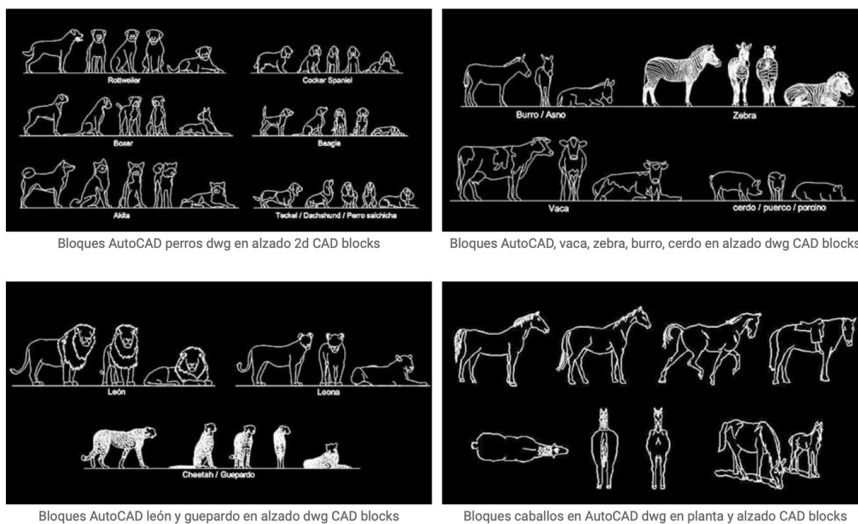 Rottweiler
Cocker Spaniel
Boxer
Beagle
Akita
Teckel / Dachshund / Perro salchicha
Bloques AutoCAD perros dwg en alzado 2d CAD blocks
Burro / Asno
Zebra
Vaca
cerdo / puerco / porcino
Bloques AutoCAD, vaca, zebra, burro, cerdo en alzado dwg CAD blocks
León
Leona
Cheetah / Guepardo
Bloques AutoCAD león y guepardo en alzado dwg CAD blocks
Bloques caballos en AutoCAD dwg en planta y alzado CAD blocks